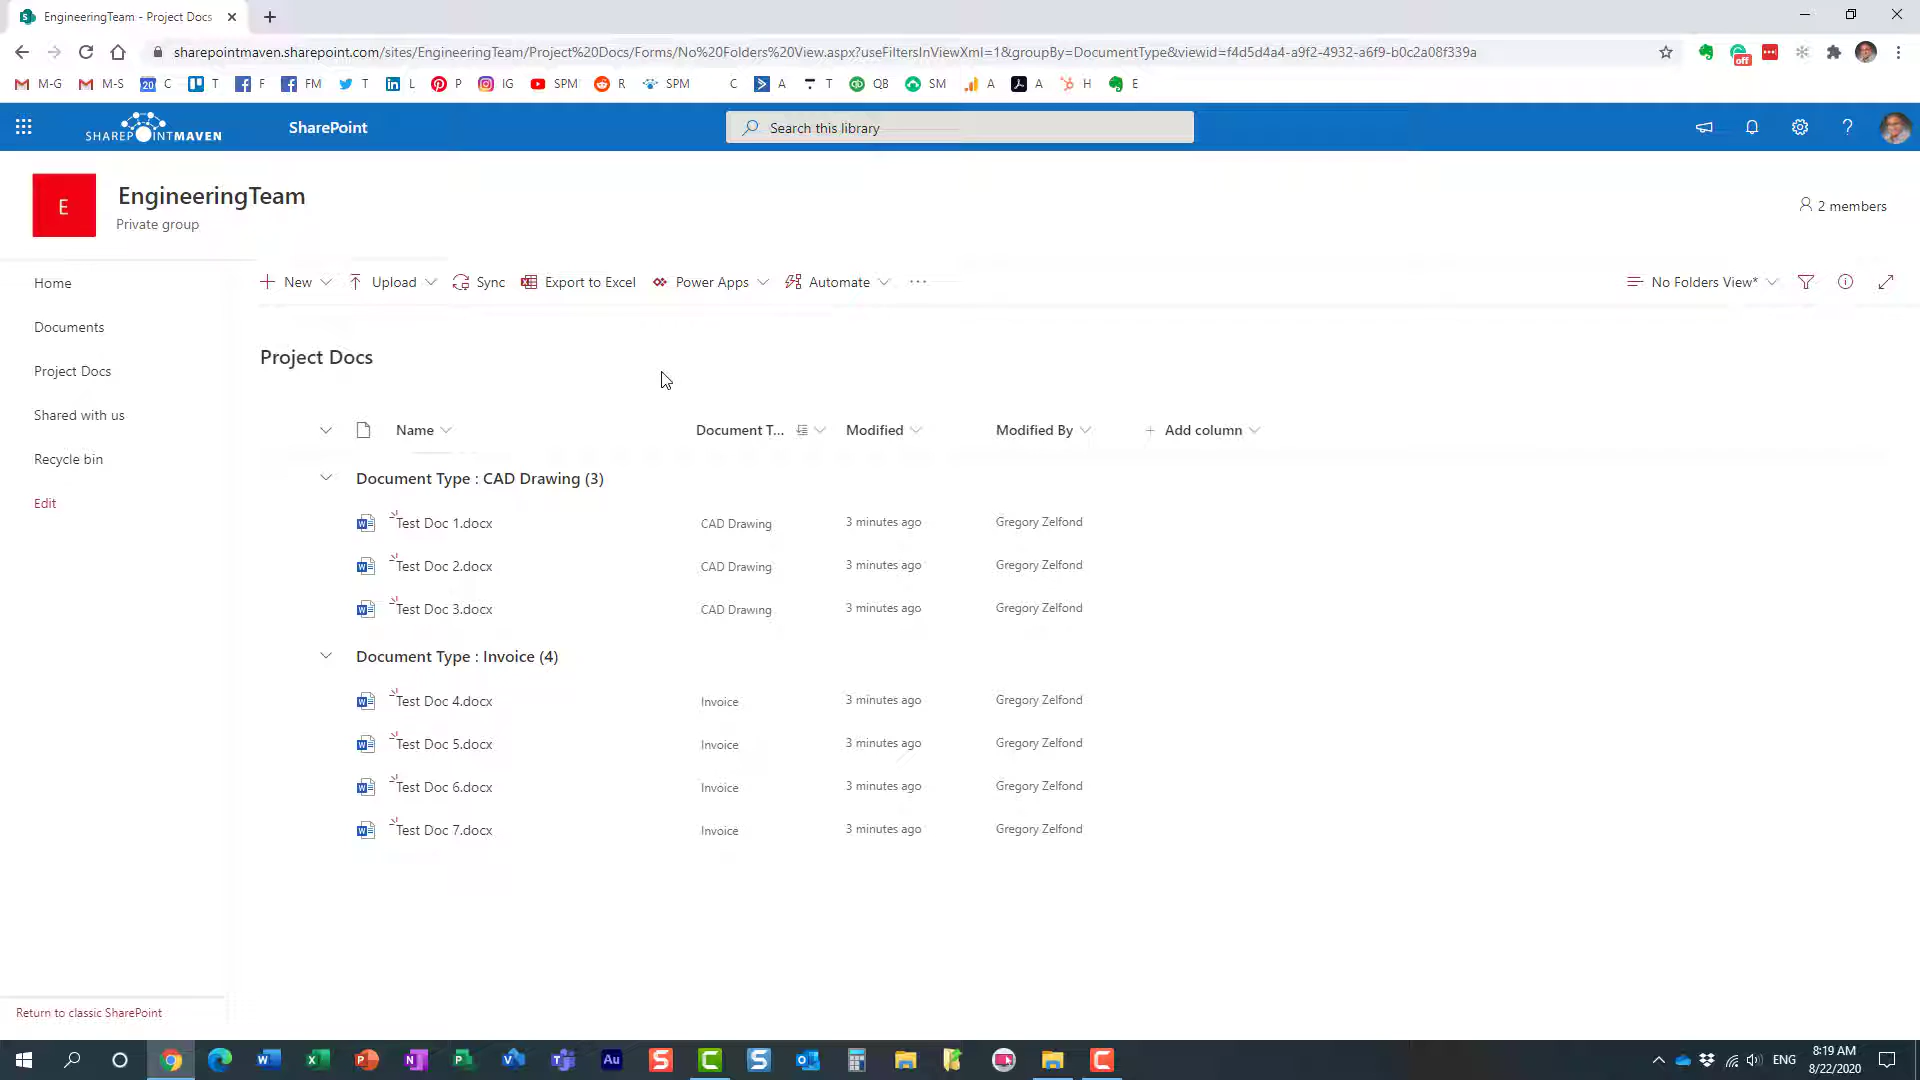 EngineeringTeam - Project Docs
sharepointmaven.sharepoint.com/sites/EngineeringTeam/Project%20Docs/Forms/No%20Folders%20View.aspx?useFiltersInViewXml=1&groupBy=DocumentType&viewid=f4d5d4a4-a9f2-4932-a6f9-b0c2a08f339a
off
M-G M-S 20 C T F FM T L P IG SPM R SPM C A T QB SM A A H E
SHAREPOINTMAVEN SharePoint Search this library ?
E EngineeringTeam
Private group
2 members
Home
Documents
Project Docs
Shared with us
Recycle bin
Edit
New Upload Sync Export to Excel Power Apps Automate ··· No Folders View*
Project Docs
Name Document T... Modified Modified By + Add column
Document Type : CAD Drawing (3)
Test Doc 1.docx CAD Drawing 3 minutes ago Gregory Zelfond
Test Doc 2.docx CAD Drawing 3 minutes ago Gregory Zelfond
Test Doc 3.docx CAD Drawing 3 minutes ago Gregory Zelfond
Document Type : Invoice (4)
Test Doc 4.docx Invoice 3 minutes ago Gregory Zelfond
Test Doc 5.docx Invoice 3 minutes ago Gregory Zelfond
Test Doc 6.docx Invoice 3 minutes ago Gregory Zelfond
Test Doc 7.docx Invoice 3 minutes ago Gregory Zelfond
Return to classic SharePoint
Au
ENG
8:19 AM
8/22/2020